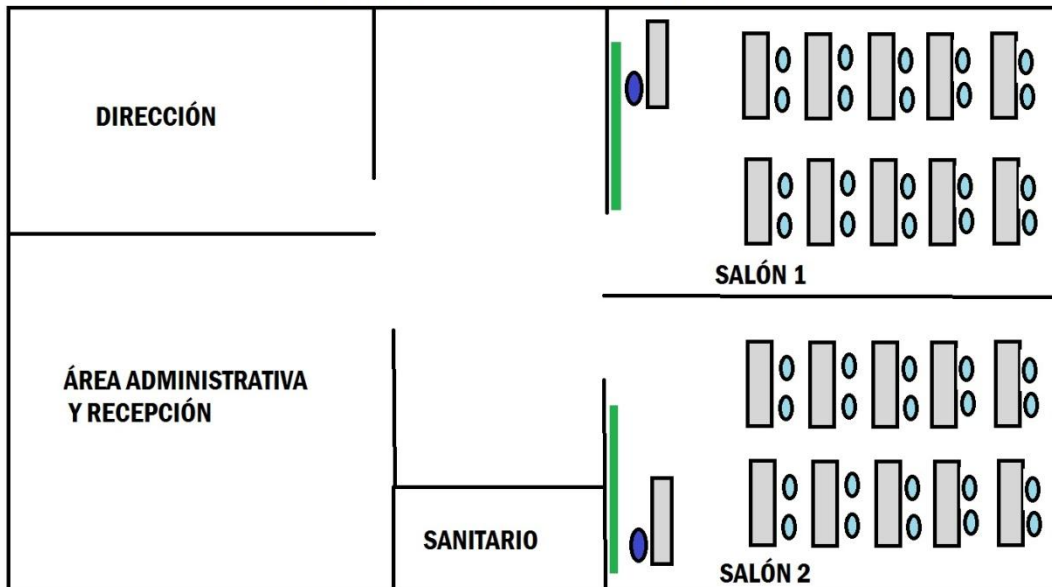 DIRECCIÓN
SALÓN 1
ÁREA ADMINISTRATIVA
Y RECEPCIÓN
SANITARIO
SALÓN 2